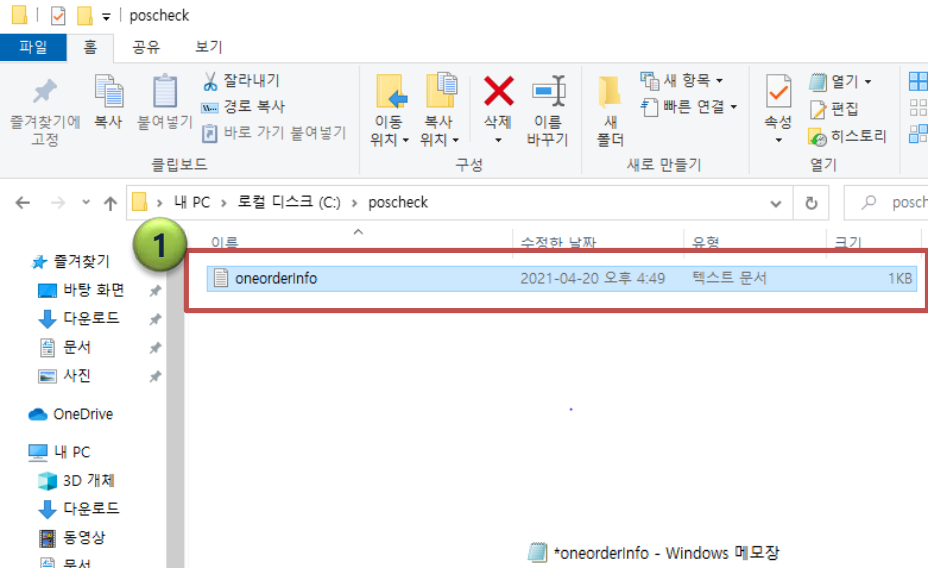 poscheck
파일 홈 공유 보기
즐겨찾기에 고정
복사
붙여넣기
잘라내기
경로 복사
바로 가기 붙여넣기
클립보드
이동 위치
복사 위치
삭제
이름 바꾸기
구성
새 폴더
새 항목
빠른 연결
새로 만들기
속성
열기
편집
히스토리
열기
내 PC > 로컬 디스크 (C:) > poscheck
posch
1
이름 수정한 날짜 유형 크기
oneorderInfo 2021-04-20 오후 4:49 텍스트 문서 1KB
즐겨찾기
바탕 화면
다운로드
문서
사진
OneDrive
내 PC
3D 개체
다운로드
동영상
문서
*oneorderInfo - Windows 메모장